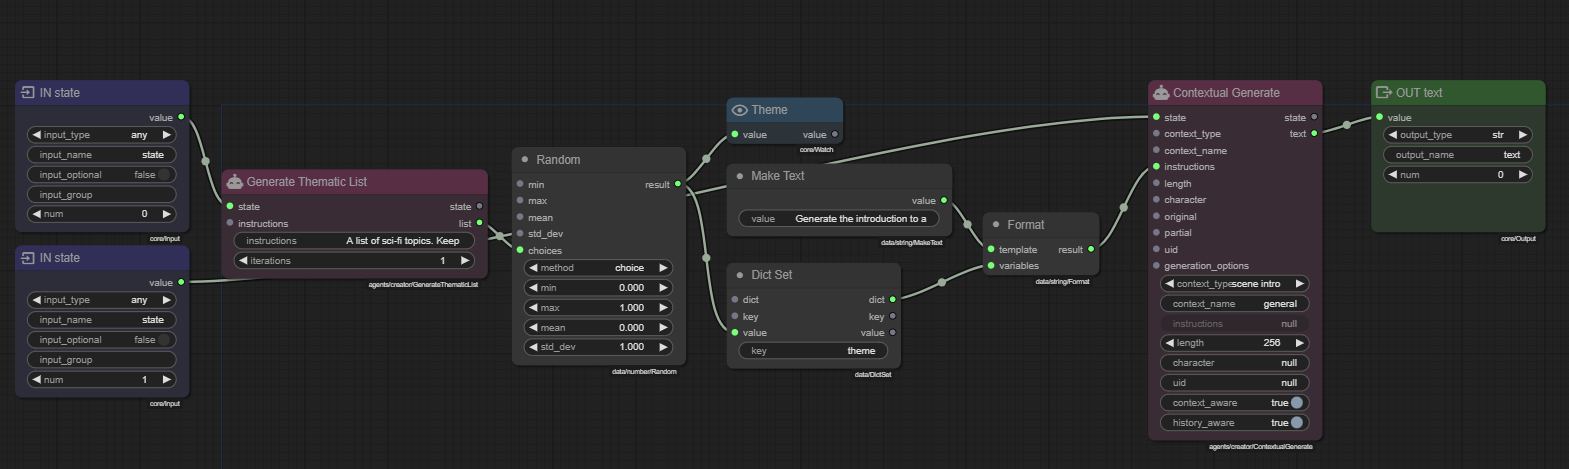 IN state
value
input_type any
input_name state
input_optional false
input_group
num 0
core/Input
IN state
value
input_type any
input_name state
input_optional false
input_group
num 1
core/Input
Generate Thematic List
state state
instructions list
instructions A list of sci-fi topics. Keep
iterations 1
agents/creator/GenerateThematicList
Random
min result
max
mean
std_dev
choices
method choice
min 0.000
max 1.000
mean 0.000
std_dev 1.000
data/number/Random
Theme
value value
core/Watch
Make Text
value
value Generate the introduction to a
data/string/MakeText
Dict Set
dict dict
key key
value value
key theme
data/DictSet
Format
template result
variables
data/string/Format
Contextual Generate
state state
context_type text
context_name
instructions
length
character
original
partial
uid
generation_options
context_type scene intro
context_name general
instructions null
length 256
character null
uid null
context_aware true
history_aware true
agents/creator/ContextualGenerate
OUT text
value
output_type str
output_name text
num 0
core/Output